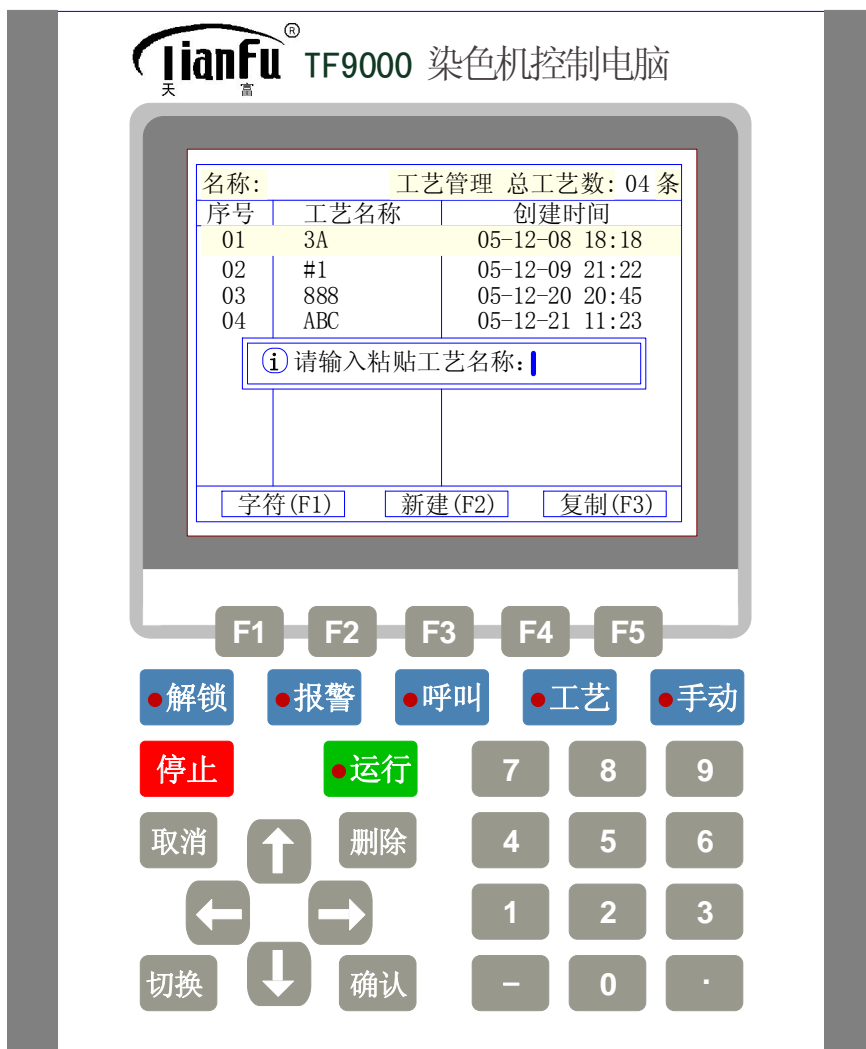 TianFu® TF9000 染色机控制电脑
天 富
名称: 工艺管理 总工艺数: 04 条
序号 工艺名称 创建时间
01 3A 05-12-08 18:18
02 #1 05-12-09 21:22
03 888 05-12-20 20:45
04 ABC 05-12-21 11:23
i 请输入粘贴工艺名称:
字符(F1) 新建(F2) 复制(F3)
F1 F2 F3 F4 F5
解锁 报警 呼叫 工艺 手动
停止 运行 7 8 9
取消 删除 4 5 6
1 2 3
切换 确认 - 0 .